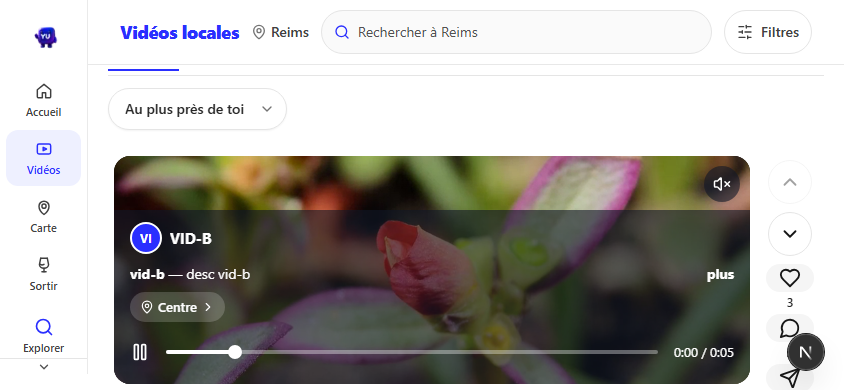 YU
Vidéos locales
Reims
Rechercher à Reims
Filtres
Accueil
Vidéos
Carte
Sortir
Explorer
Au plus près de toi
VI
VID-B
vid-b — desc vid-b
plus
Centre
0:00 / 0:05
3
N